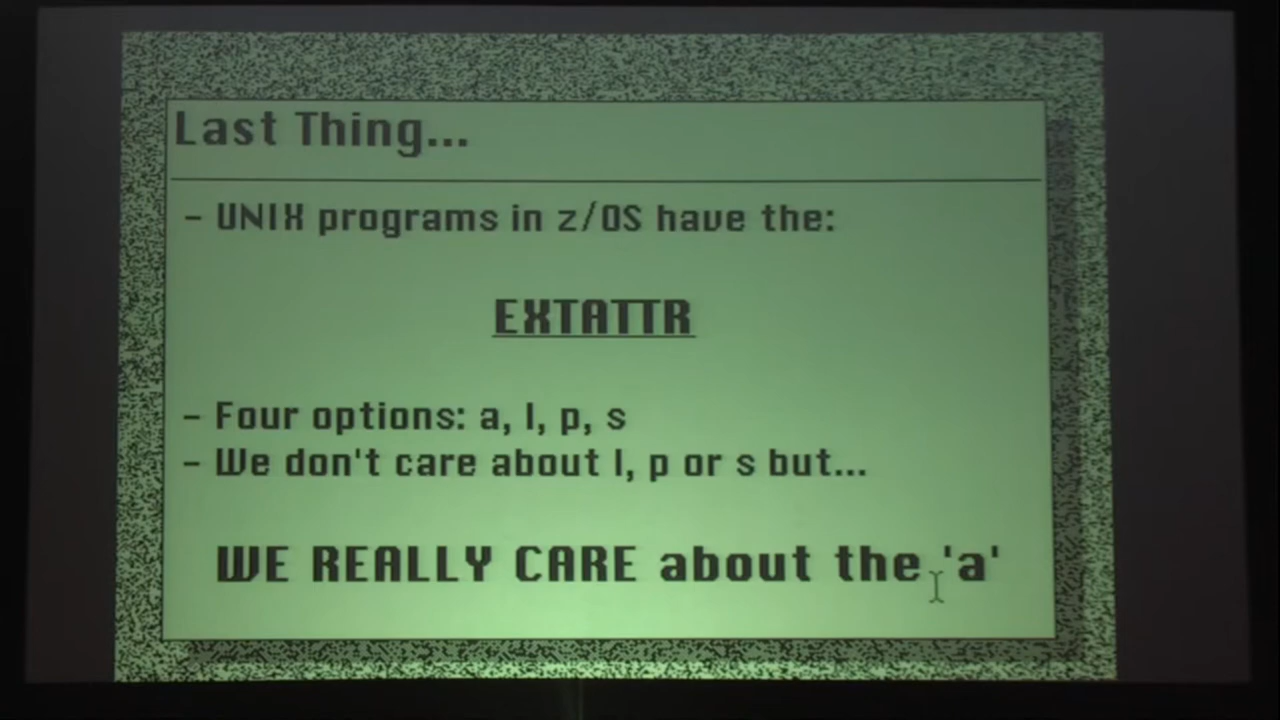 Last Thing...
- UNIX programs in z/OS have the:
EXTATTR
- Four options: a, l, p, s
- We don't care about l, p or s but...
WE REALLY CARE about the 'a'